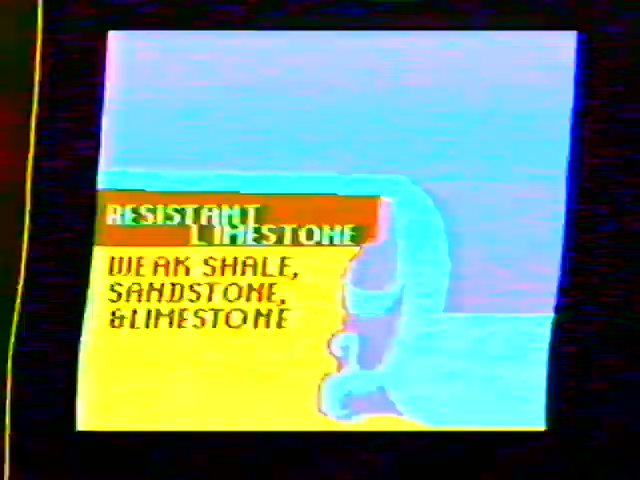 RESISTANT
LIMESTONE
WEAK SHALE,
SANDSTONE,
&LIMESTONE